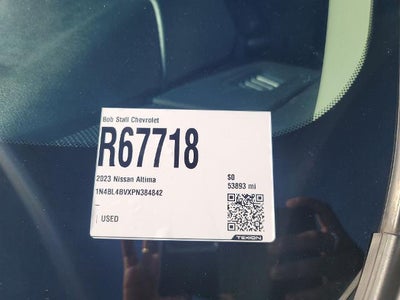 Bob Stall Chevrolet
R67718
2023 Nissan Altima
1N4BL4BVXPN384842
$0
53893 mi
-
USED
TEKION